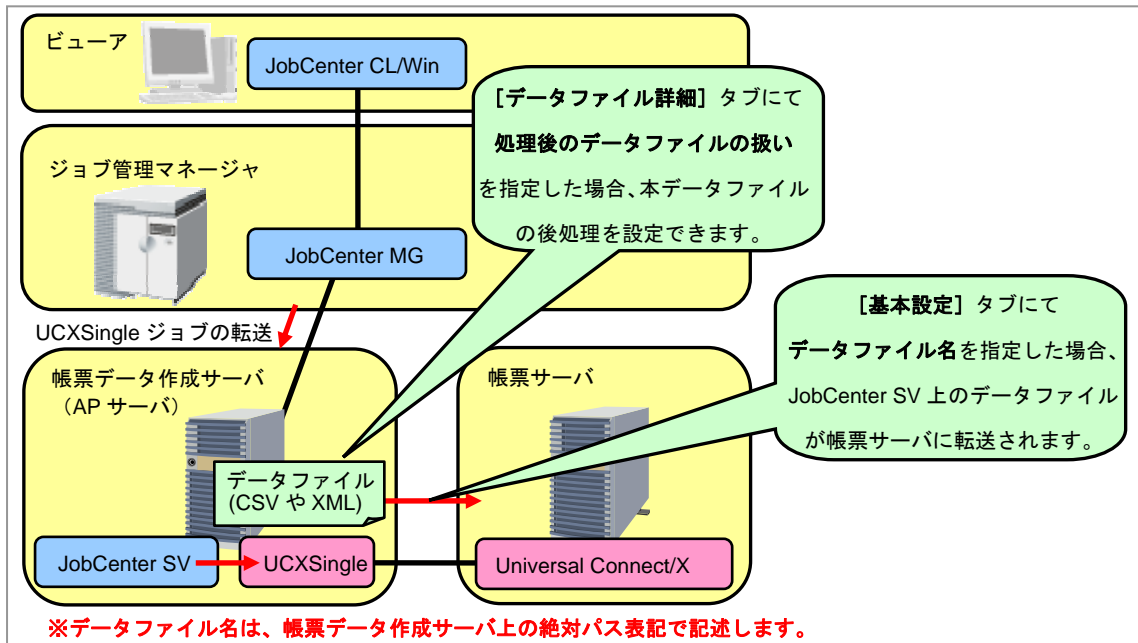 ビューア
JobCenter CL/Win
[データファイル詳細] タブにて
処理後のデータファイルの扱い
を指定した場合、本データファイル
の後処理を設定できます。
ジョブ管理マネージャ
JobCenter MG
UCXSingle ジョブの転送
[基本設定] タブにて
データファイル名を指定した場合、
JobCenter SV 上のデータファイル
が帳票サーバに転送されます。
帳票データ作成サーバ
(AP サーバ)
帳票サーバ
データファイル
(CSV や XML)
JobCenter SV
UCXSingle
Universal Connect/X
※データファイル名は、帳票データ作成サーバ上の絶対パス表記で記述します。